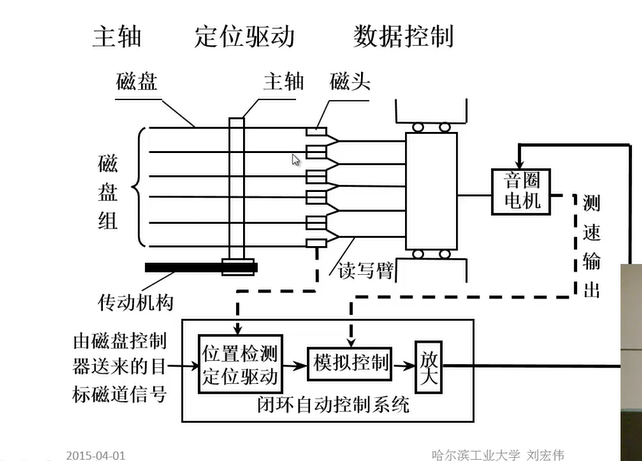 主轴 定位驱动 数据控制
磁盘 主轴 磁头
磁
盘
组
音圈
电机
测
速
输
出
读写臂
传动机构
由磁盘控制
器送来的目
标磁道信号
位置检测
定位驱动
模拟控制
放
大
闭环自动控制系统
2015-04-01 哈尔滨工业大学 刘宏伟